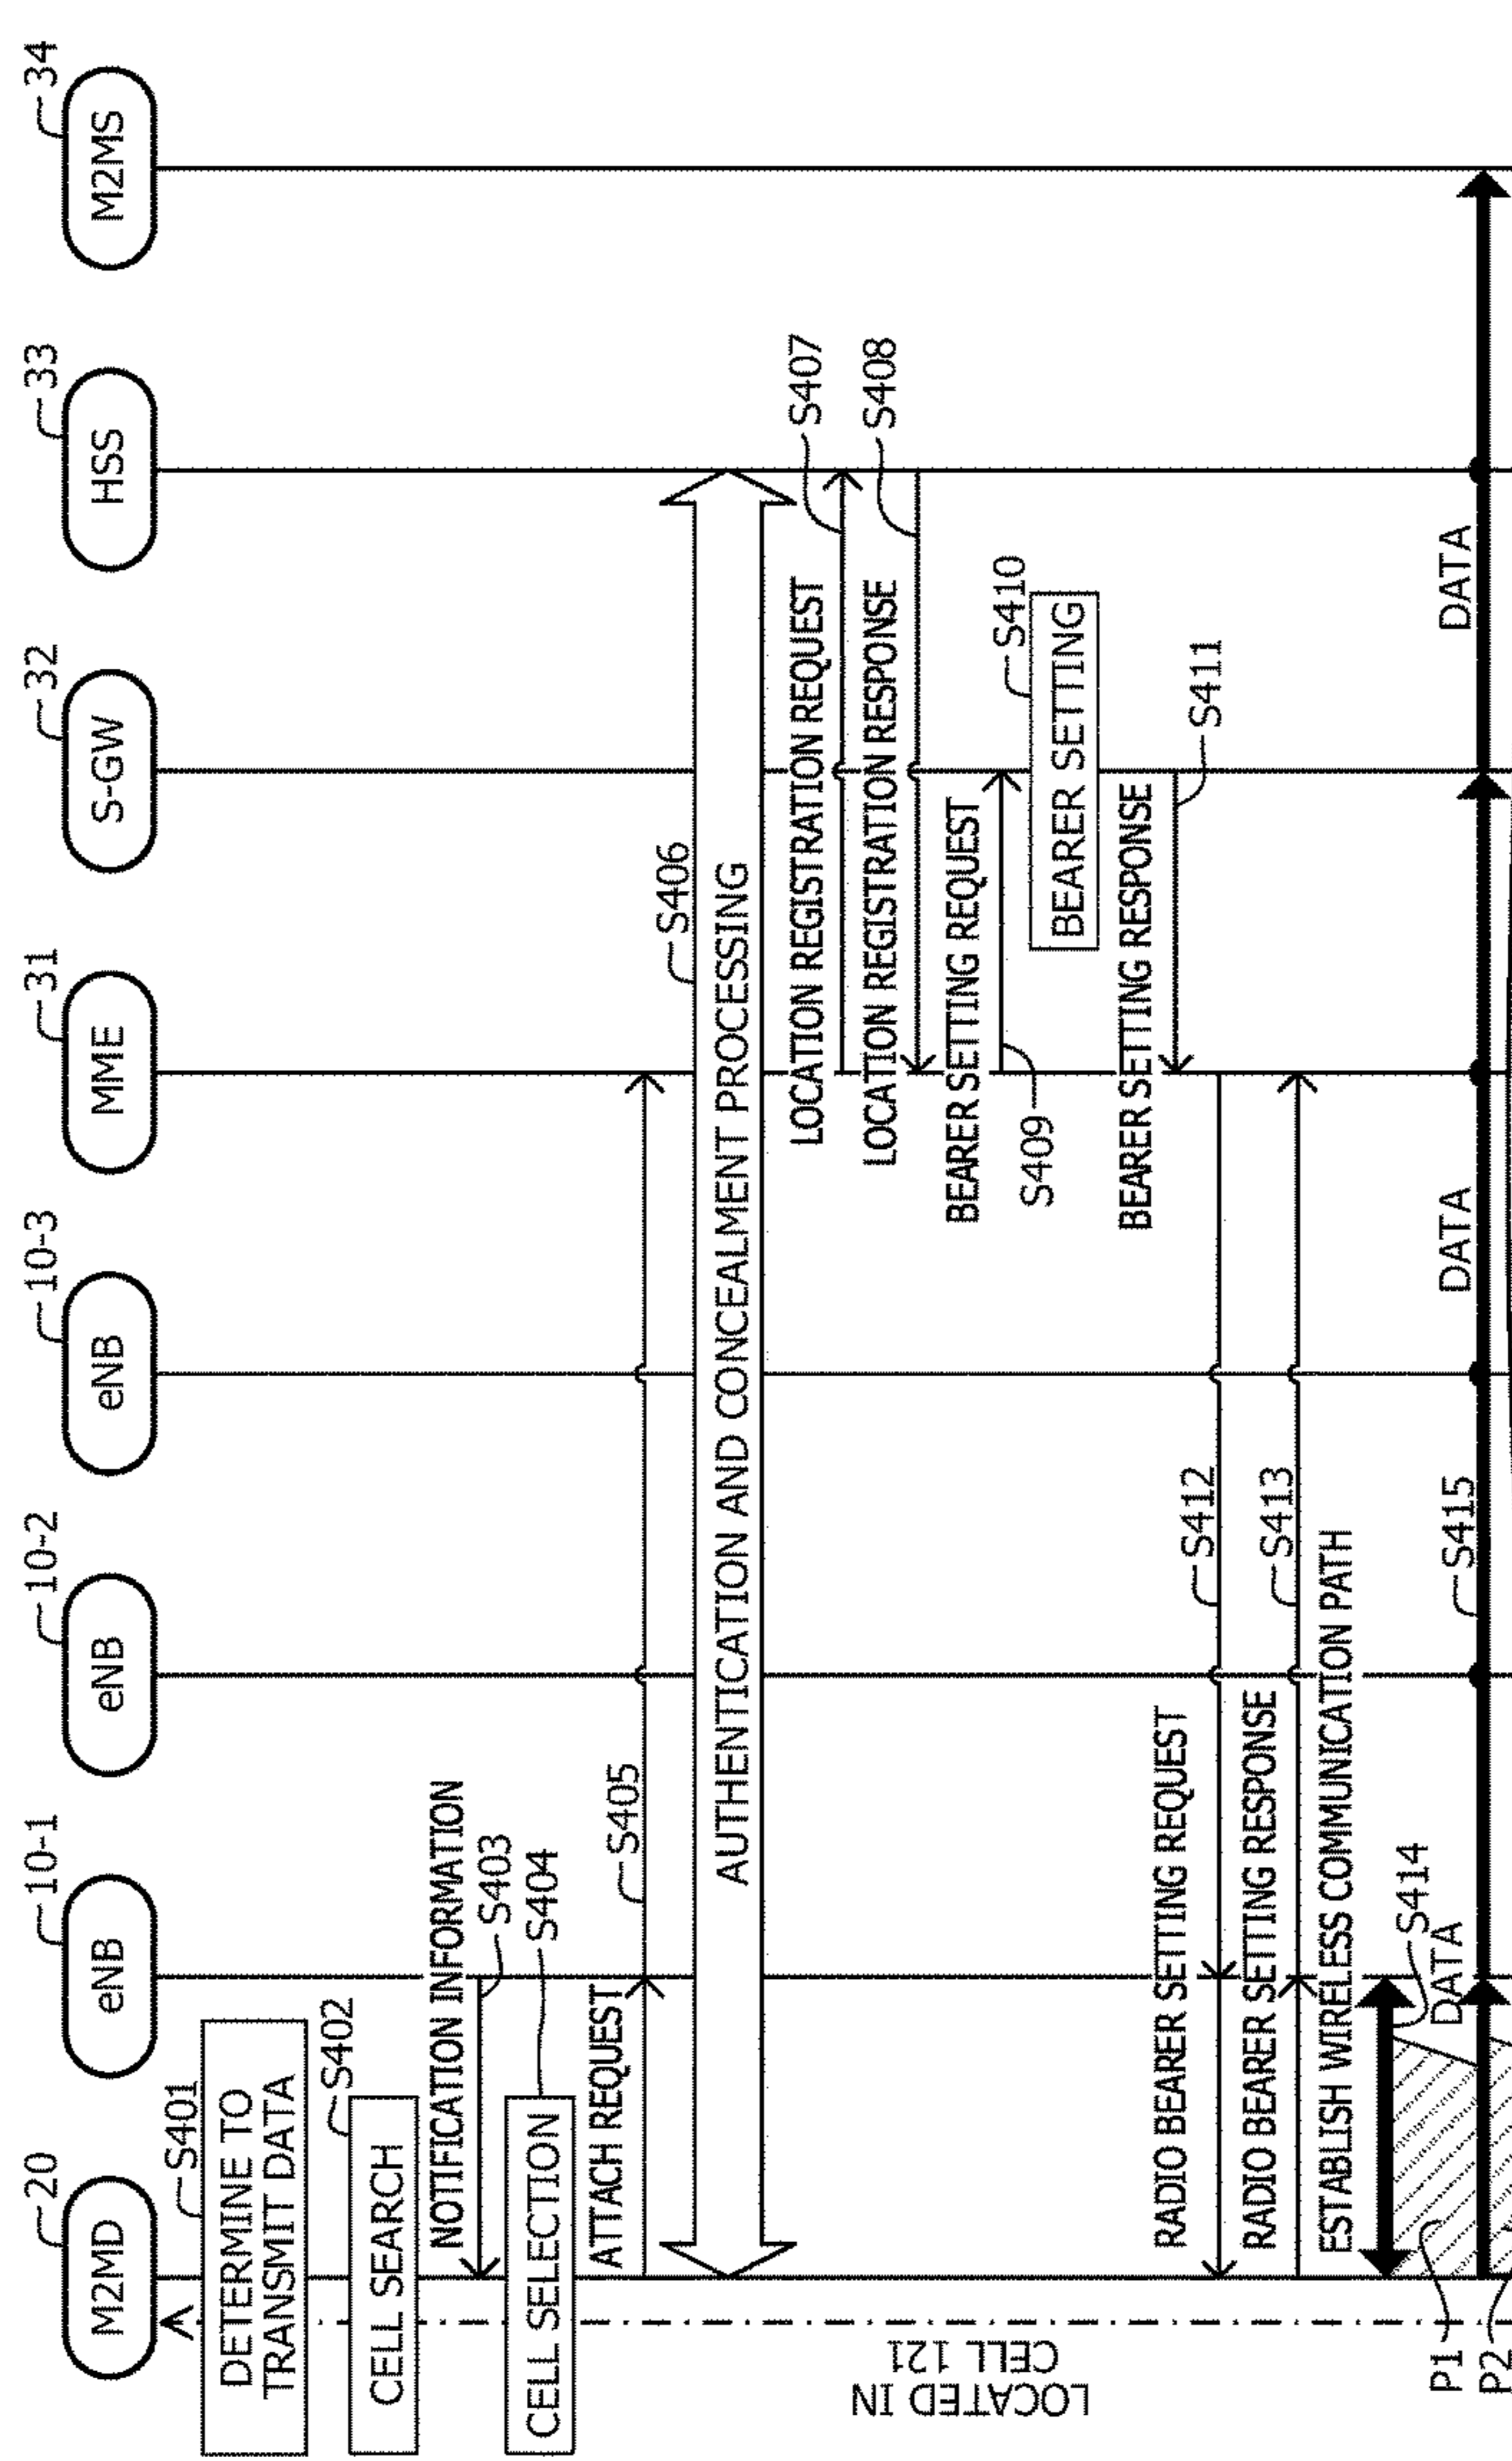 20
M2MD
10-1
eNB
10-2
eNB
10-3
eNB
31
MME
32
S-GW
33
HSS
34
M2MS
S401
DETERMINE TO
TRANSMIT DATA
S402
CELL SEARCH
NOTIFICATION INFORMATION
S403
S404
CELL SELECTION
ATTACH REQUEST
S405
S406
AUTHENTICATION AND CONCEALMENT PROCESSING
LOCATION REGISTRATION REQUEST
S407
LOCATION REGISTRATION RESPONSE
S408
BEARER SETTING REQUEST
S409
S410
BEARER SETTING
BEARER SETTING RESPONSE
S411
RADIO BEARER SETTING REQUEST
S412
RADIO BEARER SETTING RESPONSE
S413
ESTABLISH WIRELESS COMMUNICATION PATH
S414
LOCATED IN
CELL 121
P1
P2
DATA
S415
DATA
DATA